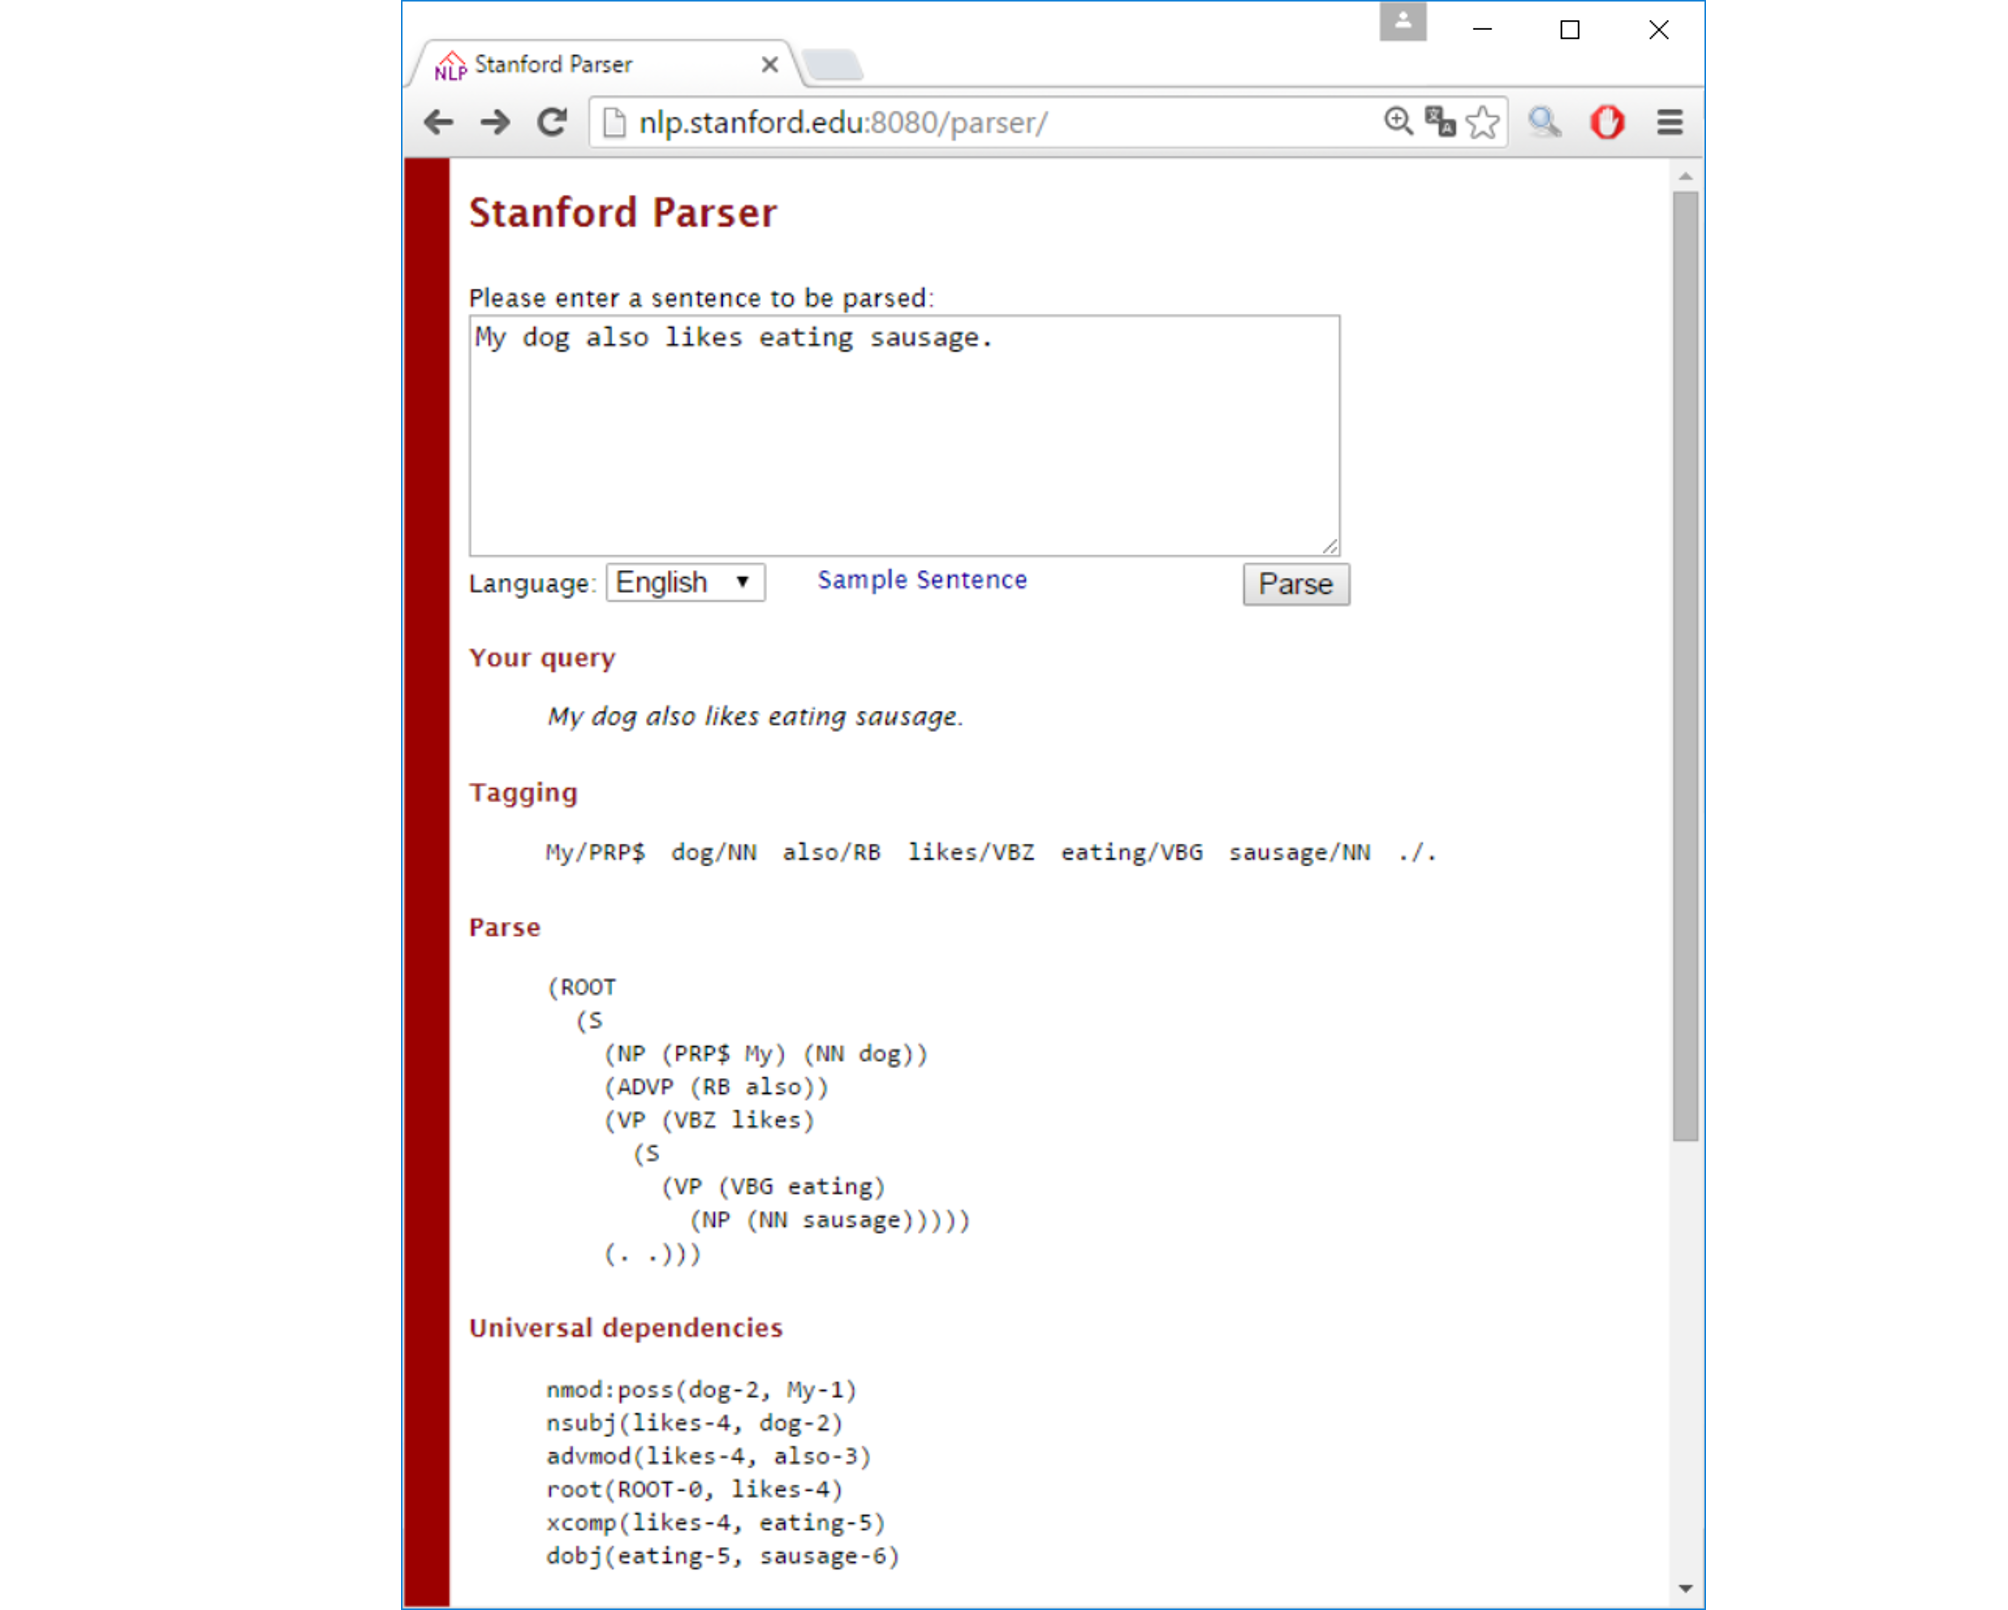 NLP Stanford Parser
nlp.stanford.edu:8080/parser/
Stanford Parser
Please enter a sentence to be parsed:
My dog also likes eating sausage.
Language: English Sample Sentence Parse
Your query
My dog also likes eating sausage.
Tagging
My/PRP$ dog/NN also/RB likes/VBZ eating/VBG sausage/NN ./.
Parse
(ROOT
(S
(NP (PRP$ My) (NN dog))
(ADVP (RB also))
(VP (VBZ likes)
(S
(VP (VBG eating)
(NP (NN sausage)))))
(. .)))
Universal dependencies
nmod:poss(dog-2, My-1)
nsubj(likes-4, dog-2)
advmod(likes-4, also-3)
root(ROOT-0, likes-4)
xcomp(likes-4, eating-5)
dobj(eating-5, sausage-6)